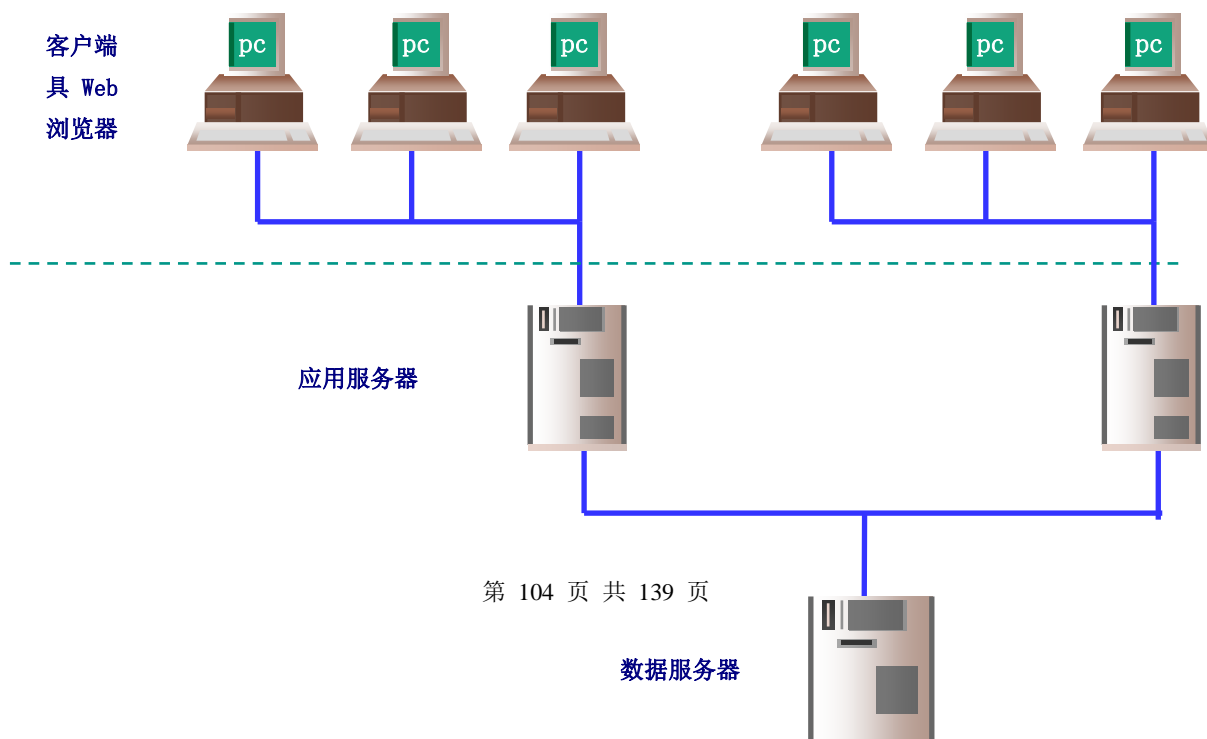 pc pc pc pc pc pc
客户端
具 Web
浏览器
应用服务器
第 104 页 共 139 页
数据服务器